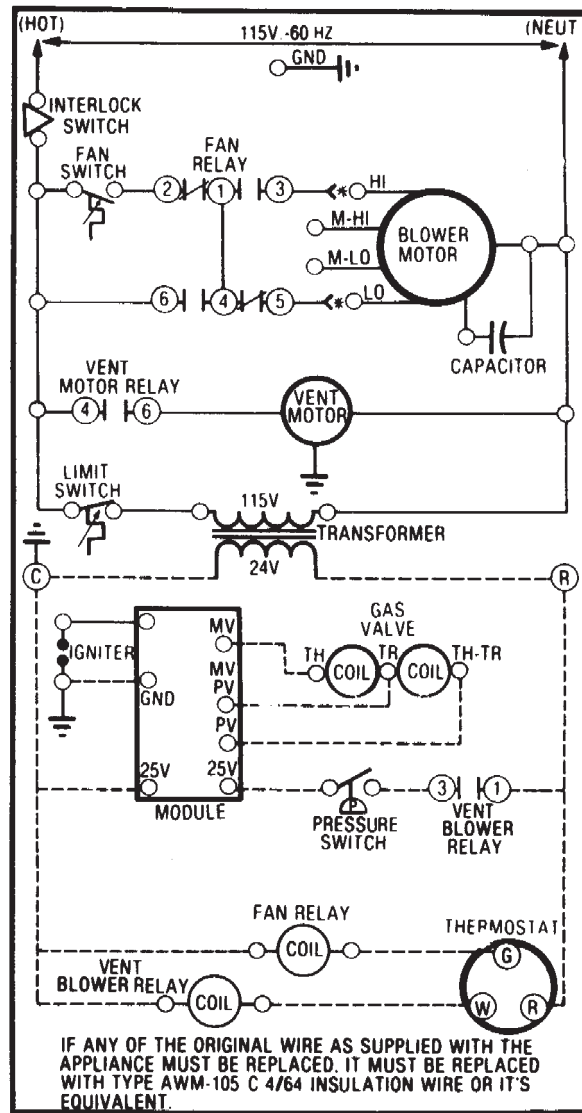 (HOT) 115V.-60 HZ (NEUT
GND
INTERLOCK
SWITCH
FAN
SWITCH
FAN
RELAY
2 1 3 * HI
M-HI
BLOWER
MOTOR
M-LO
6 4 5 * LO
CAPACITOR
VENT
MOTOR RELAY
4 6
VENT
MOTOR
LIMIT
SWITCH
115V
TRANSFORMER
24V
C R
GAS
VALVE
MV
TH COIL TR COIL TH-TR
IGNITER
MV
PV
GND
PV
25V 25V
MODULE
P
PRESSURE
SWITCH
3 1
VENT
BLOWER
RELAY
FAN RELAY
COIL
THERMOSTAT
G
VENT
BLOWER RELAY
COIL
W R
IF ANY OF THE ORIGINAL WIRE AS SUPPLIED WITH THE
APPLIANCE MUST BE REPLACED. IT MUST BE REPLACED
WITH TYPE AWM-105 C 4/64 INSULATION WIRE OR IT'S
EQUIVALENT.